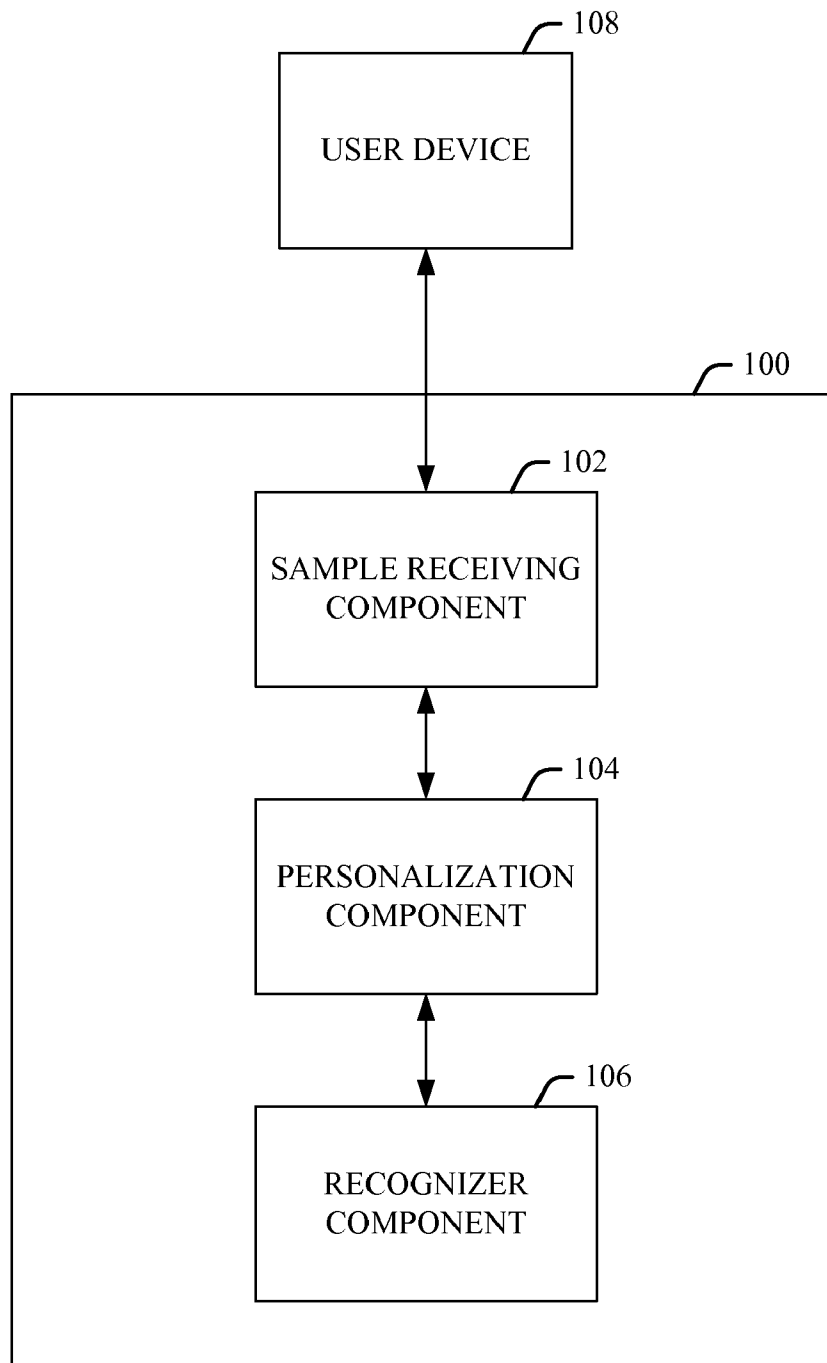 108
USER DEVICE
100
102
SAMPLE RECEIVING
COMPONENT
104
PERSONALIZATION
COMPONENT
106
RECOGNIZER
COMPONENT